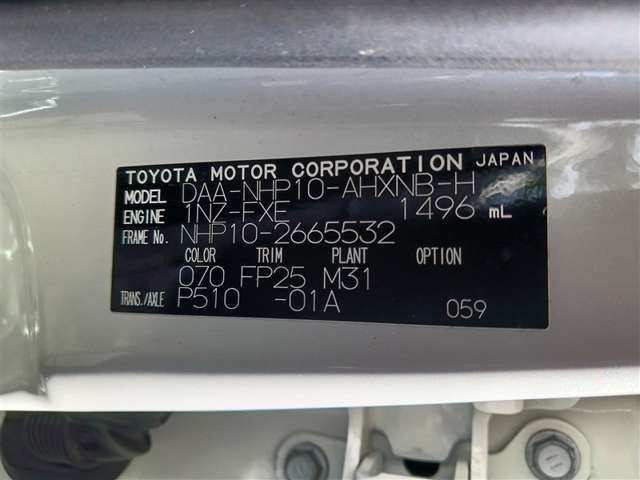 TOYOTA MOTOR CORPORATION JAPAN
MODEL DAA-NHP10-AHXNB-H
ENGINE 1NZ-FXE 1496 mL
FRAME No. NHP10-2665532
COLOR TRIM PLANT OPTION
070 FP25 M31
TRANS./AXLE P510 -01A 059